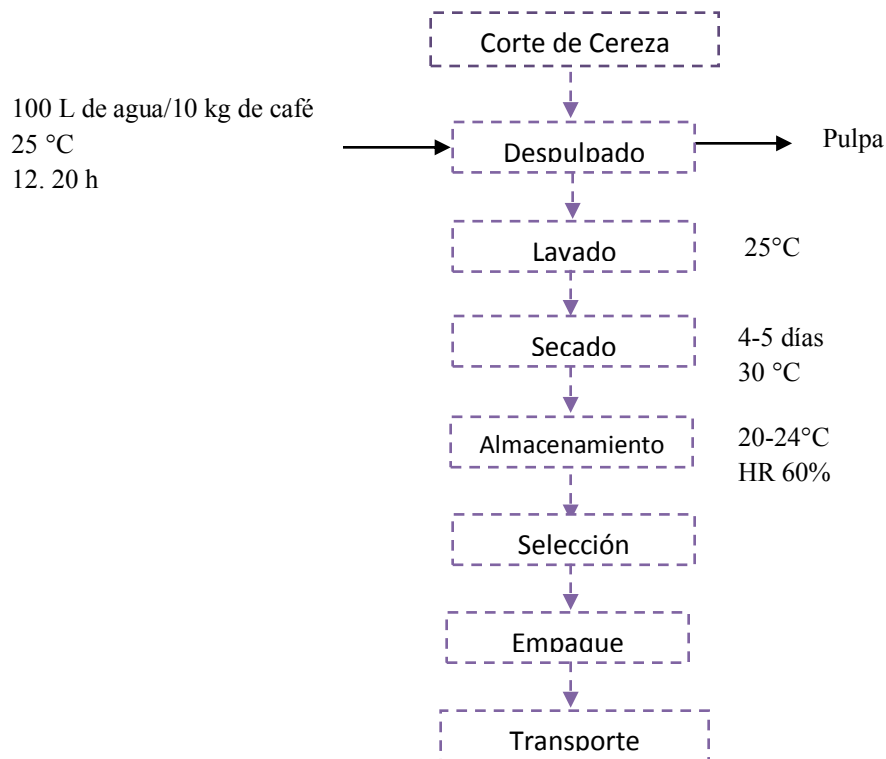 Corte de Cereza
100 L de agua/10 kg de café
25 °C
12. 20 h
Despulpado
Pulpa
Lavado
25°C
Secado
4-5 días
30 °C
Almacenamiento
20-24°C
HR 60%
Selección
Empaque
Transporte